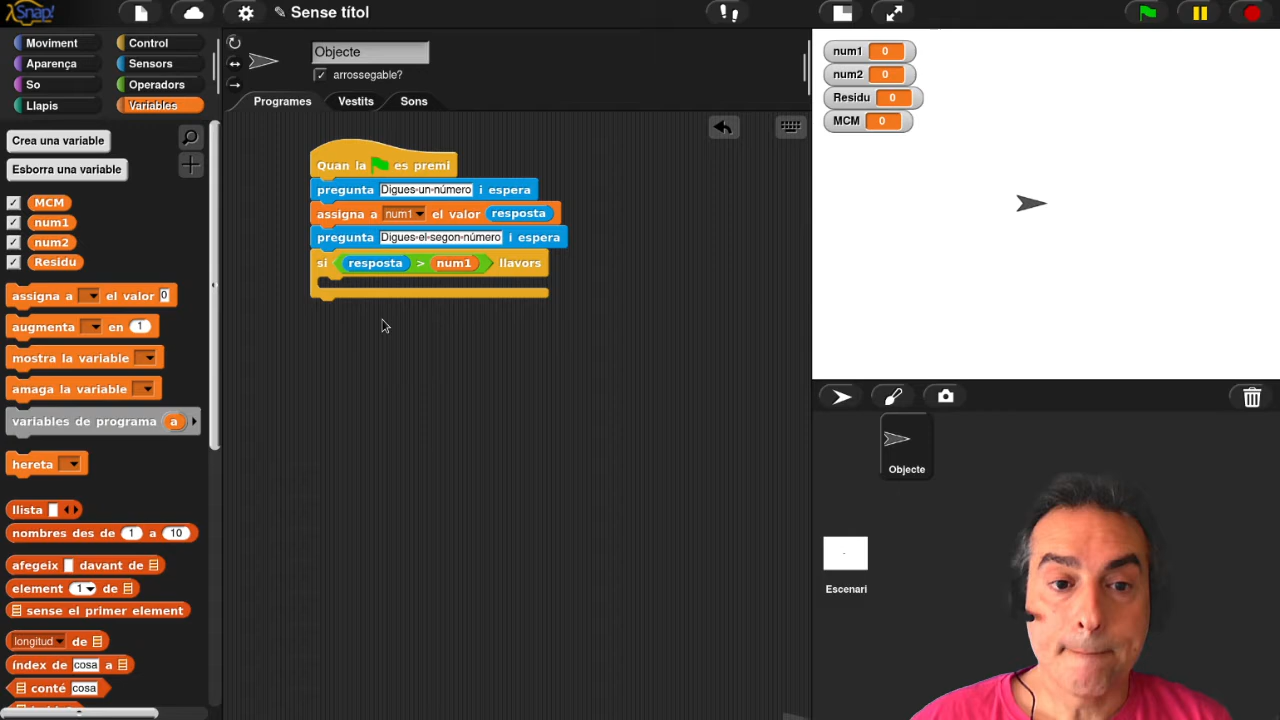 Snap!
✎ Sense títol
Moviment
Control
Aparença
Sensors
So
Operadors
Llapis
Variables
Crea una variable
Esborra una variable
MCM
num1
num2
Residu
assigna a el valor 0
augmenta en 1
mostra la variable
amaga la variable
variables de programa a
hereta
llista
nombres des de 1 a 10
afegeix davant de
element 1 de
sense el primer element
longitud de
índex de cosa a
conté cosa
Objecte
arrossegable?
Programes
Vestits
Sons
Quan la es premi
pregunta Digues·un·número i espera
assigna a num1 el valor resposta
pregunta Digues·el·segon·número i espera
si resposta > num1 llavors
num1 0
num2 0
Residu 0
MCM 0
Objecte
Escenari